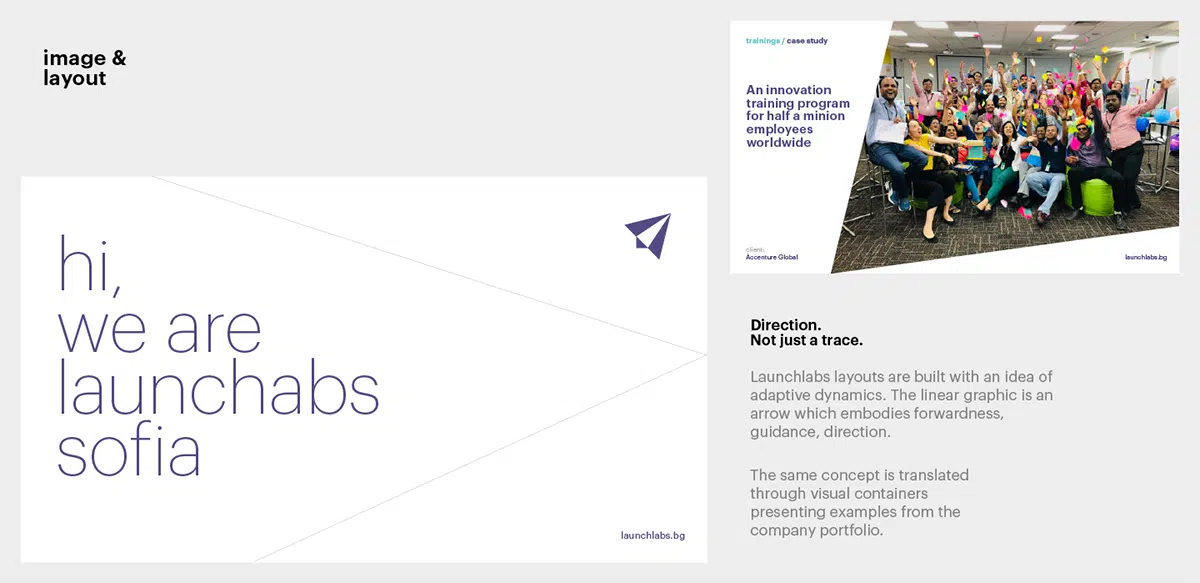 image &
layout
hi,
we are
launchabs
sofia
launchlabs.bg
trainings / case study
An innovation
training program
for half a minion
employees
worldwide
client:
Accenture Global
launchlabs.bg
Direction.
Not just a trace.
Launchlabs layouts are built with an idea of
adaptive dynamics. The linear graphic is an
arrow which embodies forwardness,
guidance, direction.
The same concept is translated
through visual containers
presenting examples from the
company portfolio.